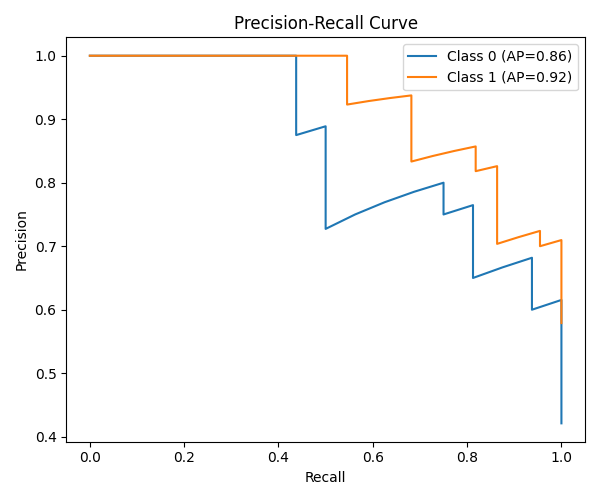 Precision-Recall Curve
Class 0 (AP=0.86)
Class 1 (AP=0.92)
Precision
1.0
0.9
0.8
0.7
0.6
0.5
0.4
0.0 0.2 0.4 0.6 0.8 1.0
Recall